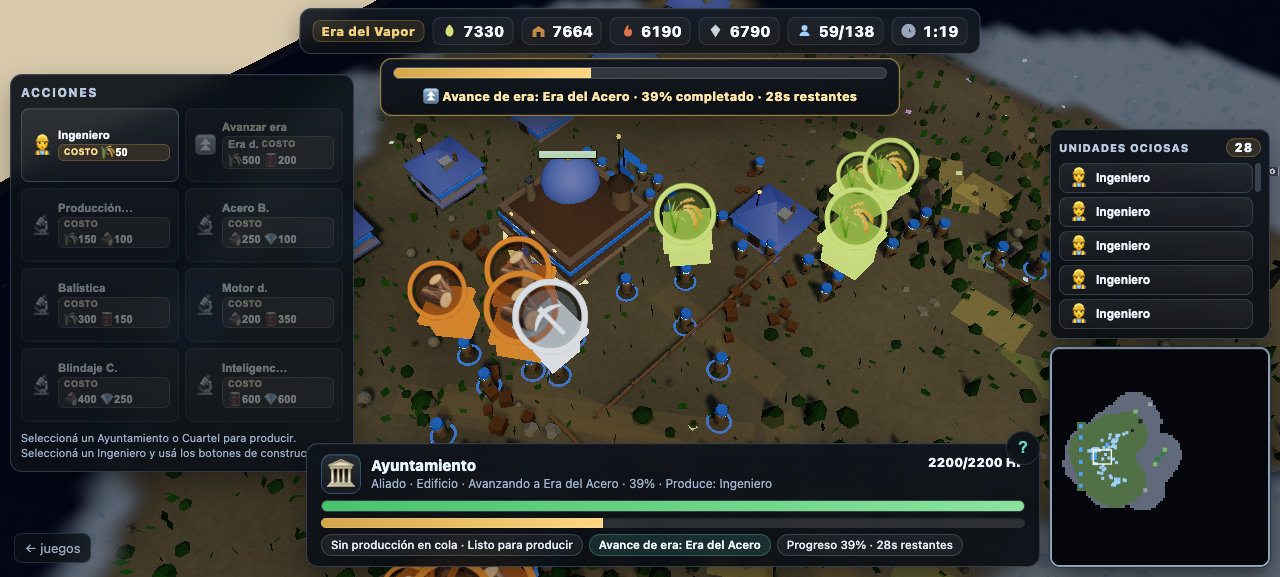 Era del Vapor
7330
7664
6190
6790
59/138
1:19
Avance de era: Era del Acero · 39% completado · 28s restantes
ACCIONES
Ingeniero
COSTO 50
Avanzar era
Era d. COSTO
500 200
Producción...
COSTO
150 100
Acero B.
COSTO
250 100
Balística
COSTO
300 150
Motor d.
COSTO
200 350
Blindaje C.
COSTO
400 250
Inteligenc...
COSTO
600 600
Seleccioná un Ayuntamiento o Cuartel para producir.
Seleccioná un Ingeniero y usá los botones de construc
UNIDADES OCIOSAS 28
Ingeniero
Ingeniero
Ingeniero
Ingeniero
Ingeniero
?
Ayuntamiento
2200/2200
Aliado · Edificio · Avanzando a Era del Acero · 39% · Produce: Ingeniero
Sin producción en cola · Listo para producir
Avance de era: Era del Acero
Progreso 39% · 28s restantes
← juegos